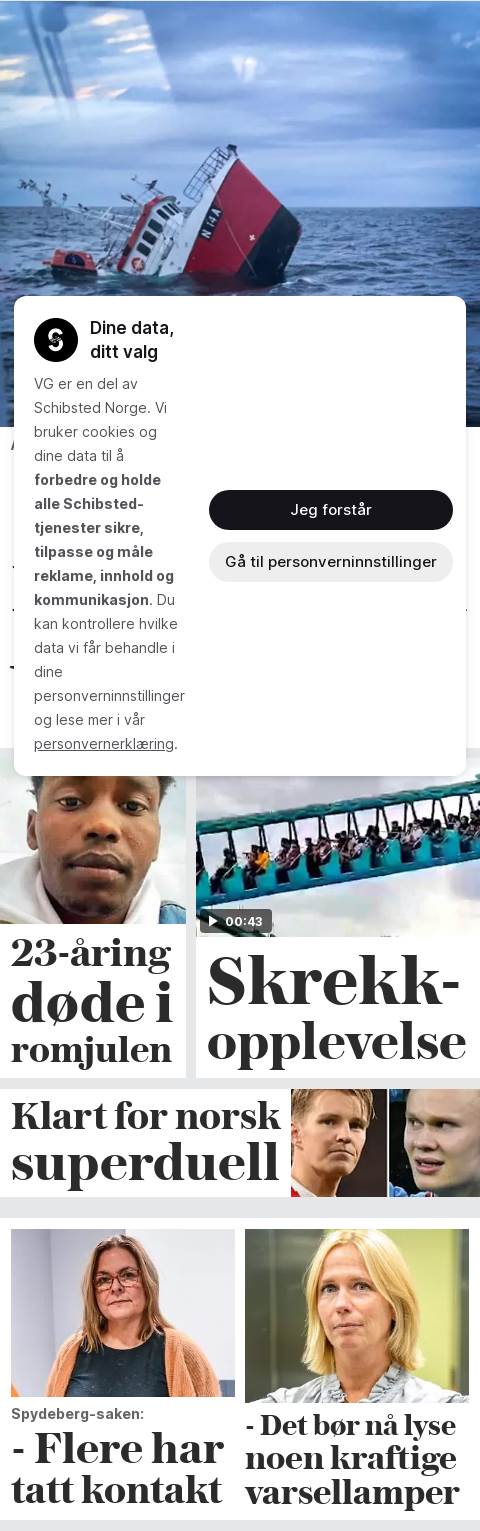 N 14 A
Dine data,
ditt valg
VG er en del av
Schibsted Norge. Vi
bruker cookies og
dine data til å
forbedre og holde
alle Schibsted-
tjenester sikre,
tilpasse og måle
reklame, innhold og
kommunikasjon. Du
kan kontrollere hvilke
data vi får behandle i
dine
personverninnstillinger
og lese mer i vår
personvernerklæring.
Jeg forstår
Gå til personverninnstillinger
23-åring
døde i
romjulen
00:43
Skrekk-
opplevelse
Klart for norsk
superduell
Spydeberg-saken:
- Flere har
tatt kontakt
- Det bør nå lyse
noen kraftige
varsellamper